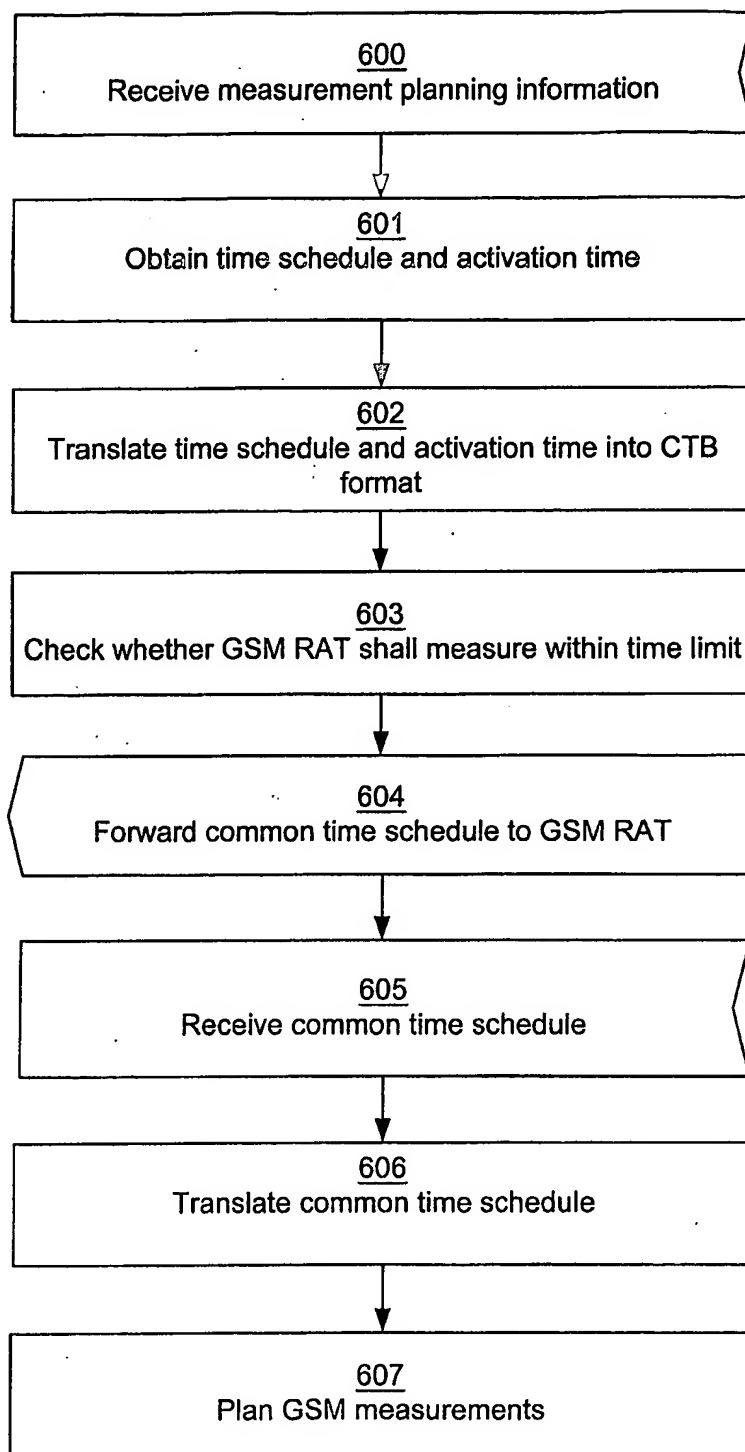 600
Receive measurement planning information
601
Obtain time schedule and activation time
602
Translate time schedule and activation time into CTB
format
603
Check whether GSM RAT shall measure within time limit
604
Forward common time schedule to GSM RAT
605
Receive common time schedule
606
Translate common time schedule
607
Plan GSM measurements